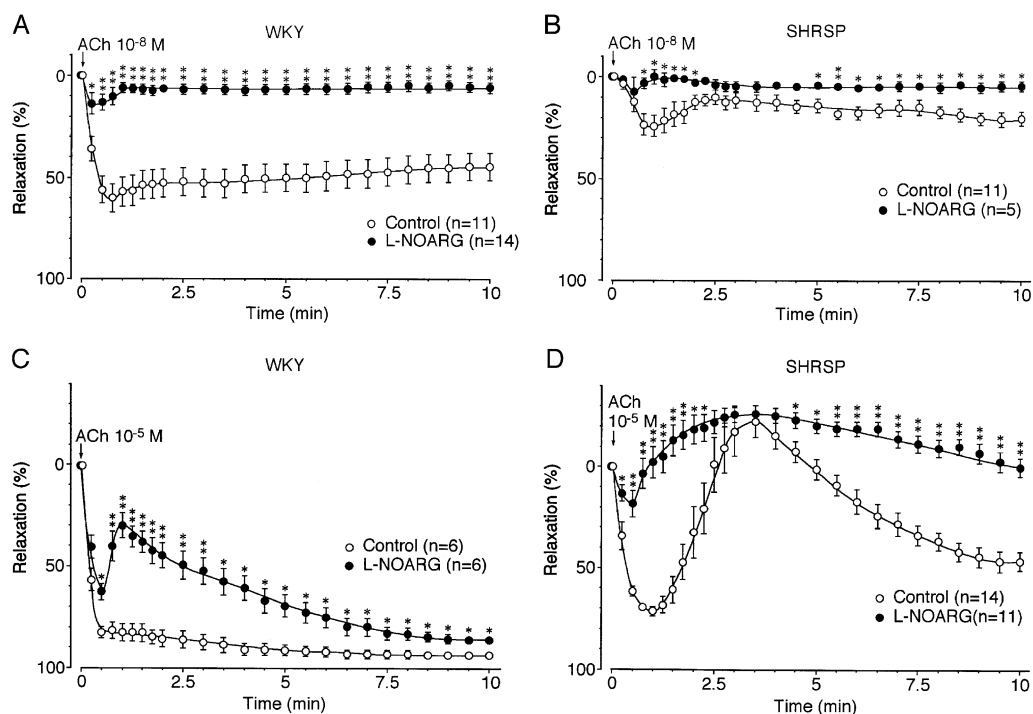 A
WKY
ACh 10-8 M
0
50
100
Relaxation (%)
Control (n=11)
L-NOARG (n=14)
0 2.5 5 7.5 10
Time (min)
B
SHRSP
ACh 10-8 M
0
50
100
Relaxation (%)
Control (n=11)
L-NOARG (n=5)
0 2.5 5 7.5 10
Time (min)
C
WKY
ACh 10-5 M
0
50
100
Relaxation (%)
Control (n=6)
L-NOARG (n=6)
0 2.5 5 7.5 10
Time (min)
D
SHRSP
ACh
10-5 M
0
50
100
Relaxation (%)
Control (n=14)
L-NOARG(n=11)
0 2.5 5 7.5 10
Time (min)